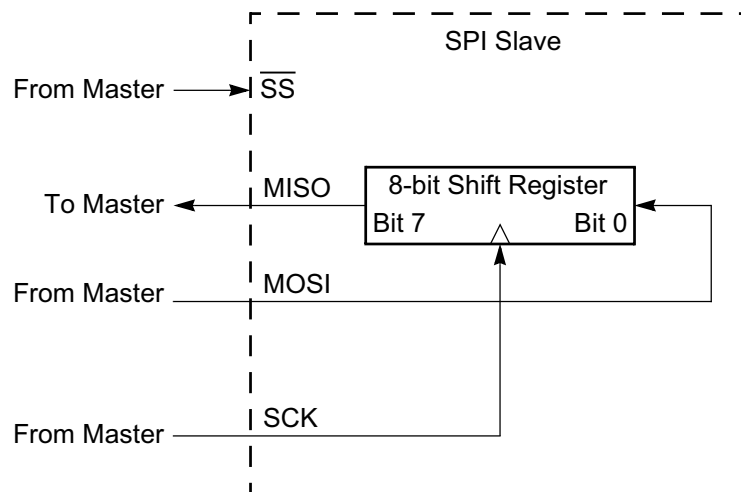 SPI Slave
From Master
S̅S̅
To Master
MISO
8-bit Shift Register
Bit 7
Bit 0
From Master
MOSI
From Master
SCK